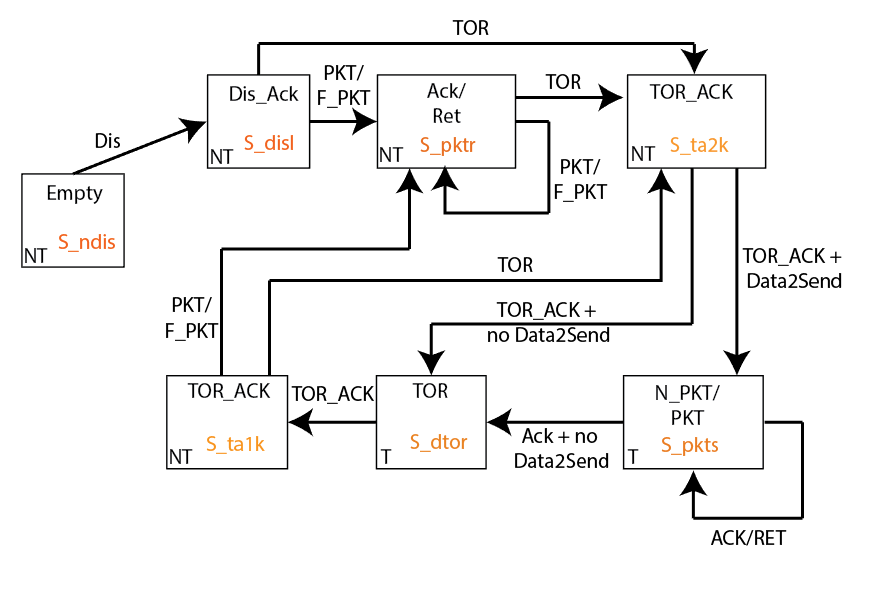 TOR
PKT/
F_PKT
Dis_Ack
S_disl
NT
Ack/
Ret
S_pktr
NT
TOR
TOR_ACK
S_ta2k
NT
Dis
PKT/
F_PKT
Empty
S_ndis
NT
TOR
TOR_ACK +
Data2Send
PKT/
F_PKT
TOR_ACK +
no Data2Send
TOR_ACK
S_ta1k
NT
TOR_ACK
TOR
S_dtor
T
Ack + no
Data2Send
N_PKT/
PKT
S_pkts
T
ACK/RET